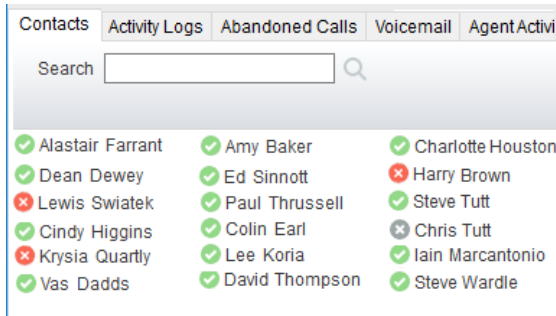 Contacts Activity Logs Abandoned Calls Voicemail Agent Activi
Search
Alastair Farrant Amy Baker Charlotte Houston
Dean Dewey Ed Sinnott Harry Brown
Lewis Swiatek Paul Thrussell Steve Tutt
Cindy Higgins Colin Earl Chris Tutt
Krysia Quartly Lee Koria Iain Marcantonio
Vas Dadds David Thompson Steve Wardle